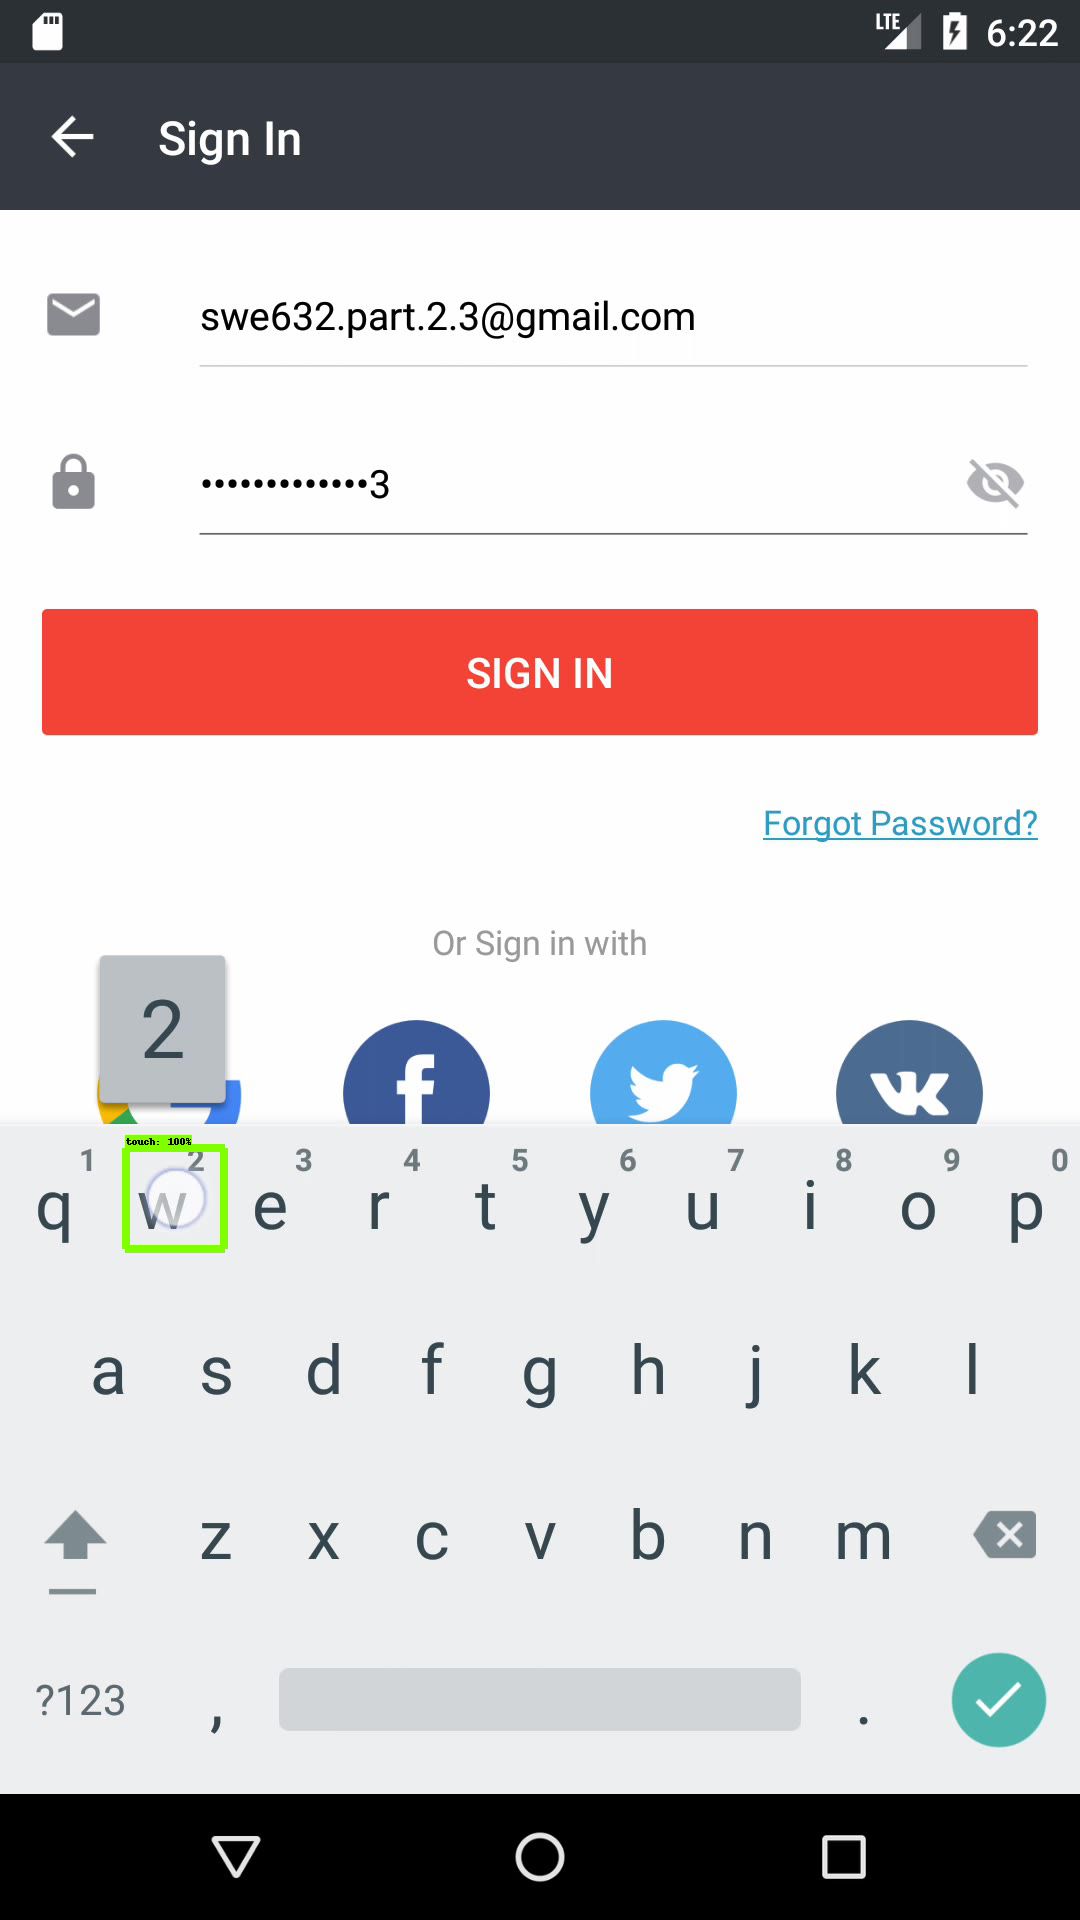 LTE 6:22
Sign In
swe632.part.2.3@gmail.com
•••••••••••••3
SIGN IN
Forgot Password?
Or Sign in with
2
touch: 100%
1 2 3 4 5 6 7 8 9 0
q w e r t y u i o p
a s d f g h j k l
z x c v b n m
?123 , .